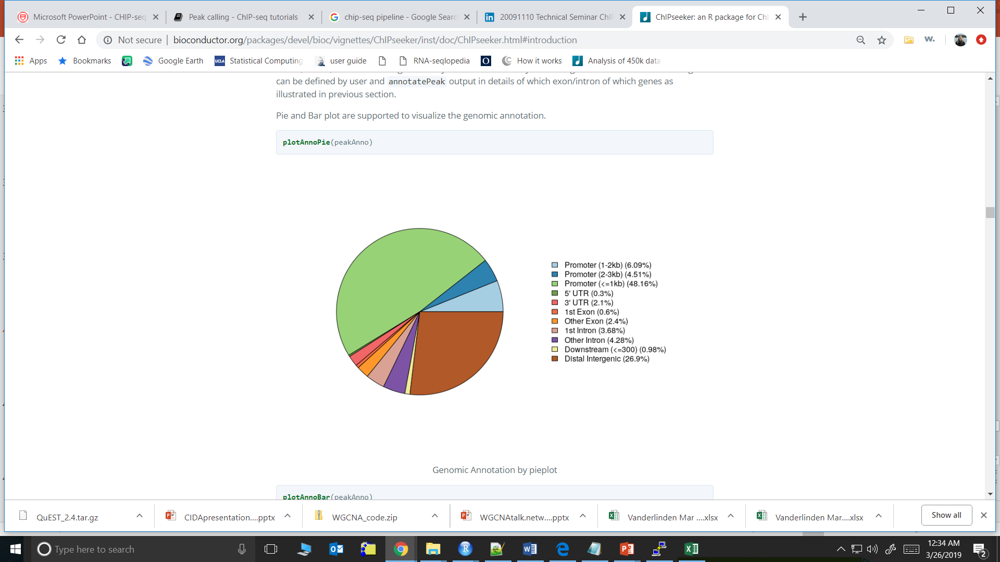 Microsoft PowerPoint - CHIP-seq
Peak calling - ChIP-seq tutorials
chip-seq pipeline - Google Searc
20091110 Technical Seminar ChIP
ChIPseeker: an R package for Ch
Not secure | bioconductor.org/packages/devel/bioc/vignettes/ChIPseeker/inst/doc/ChIPseeker.html#introduction
Apps
Bookmarks
Google Earth
UCLA
Statistical Computing
user guide
RNA-seqlopedia
How it works
Analysis of 450k data
can be defined by user and annotatePeak output in details of which exon/intron of which genes as
illustrated in previous section.
Pie and Bar plot are supported to visualize the genomic annotation.
plotAnnoPie(peakAnno)
Promoter (1-2kb) (6.09%)
Promoter (2-3kb) (4.51%)
Promoter (<=1kb) (48.16%)
5' UTR (0.3%)
3' UTR (2.1%)
1st Exon (0.6%)
Other Exon (2.4%)
1st Intron (3.68%)
Other Intron (4.28%)
Downstream (<=300) (0.98%)
Distal Intergenic (26.9%)
Genomic Annotation by pieplot
plotAnnoBar(peakAnno)
QuEST_2.4.tar.gz
CIDApresentation....pptx
WGCNA_code.zip
WGCNAtalk.netw....pptx
Vanderlinden Mar ....xlsx
Vanderlinden Mar....xlsx
Show all
Type here to search
12:34 AM
3/26/2019
2